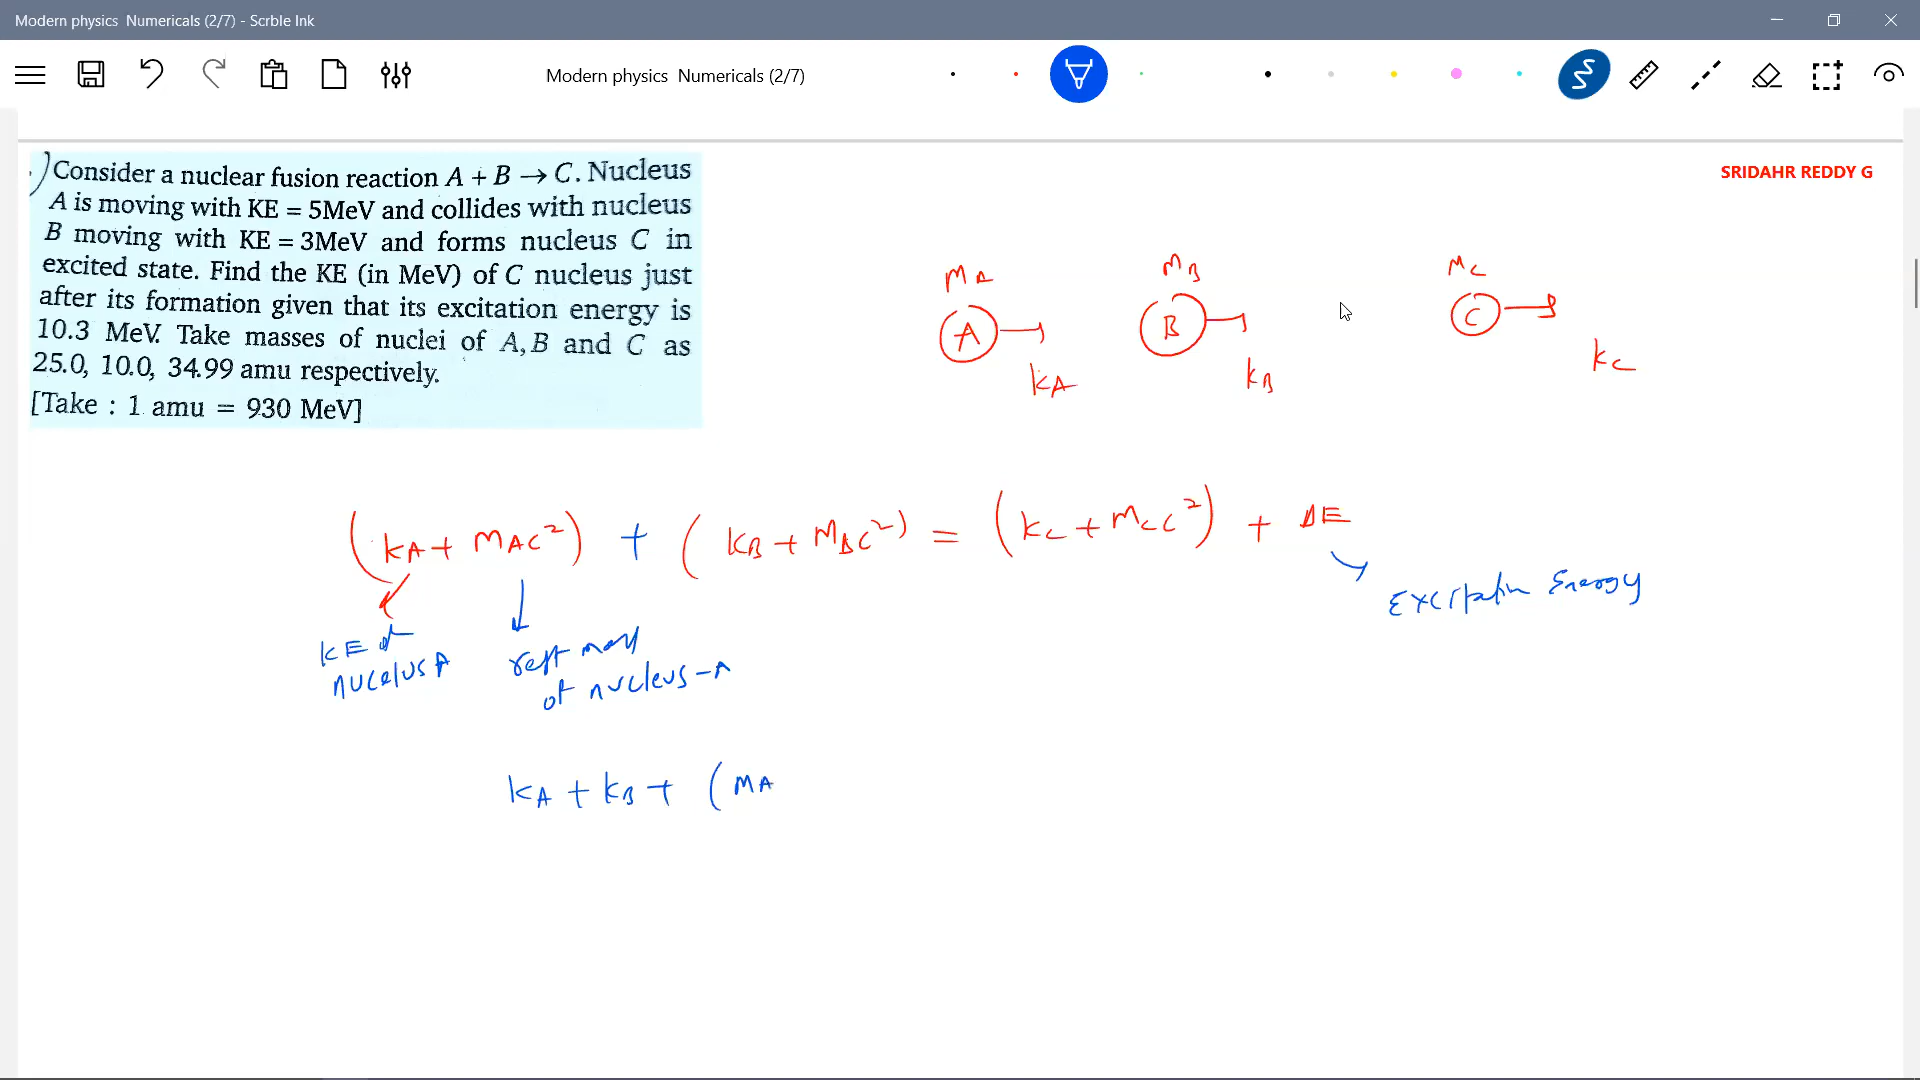 Modern physics Numericals (2/7) - Scrble Ink
Modern physics Numericals (2/7)
SRIDAHR REDDY G
Consider a nuclear fusion reaction A + B → C. Nucleus
A is moving with KE = 5MeV and collides with nucleus
B moving with KE = 3MeV and forms nucleus C in
excited state. Find the KE (in MeV) of C nucleus just
after its formation given that its excitation energy is
10.3 MeV. Take masses of nuclei of A, B and C as
25.0, 10.0, 34.99 amu respectively.
[Take : 1 amu = 930 MeV]
MA MB MC
A B C
KA KB KC
(KA + MAC²) + (KB + MBC²) = (KC + MCC²) + ΔE
Excitation Energy
KE of
nucelus A
rest mass
of nucleus-A
KA + KB + (MA